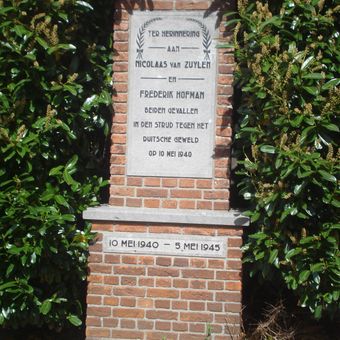 TER HERINNERING
AAN
NICOLAAS VAN ZUYLEN
EN
FREDERIK HOFMAN
BEIDEN GEVALLEN
IN DEN STRIJD TEGEN HET
DUITSCHE GEWELD
OP 10 MEI 1940
10 MEI 1940 – 5 MEI 1945